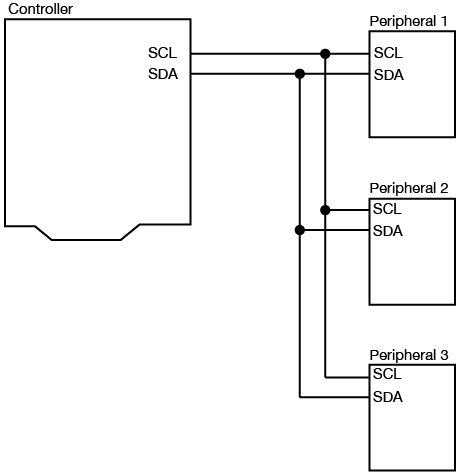 Controller
SCL
SDA
Peripheral 1
SCL
SDA
Peripheral 2
SCL
SDA
Peripheral 3
SCL
SDA